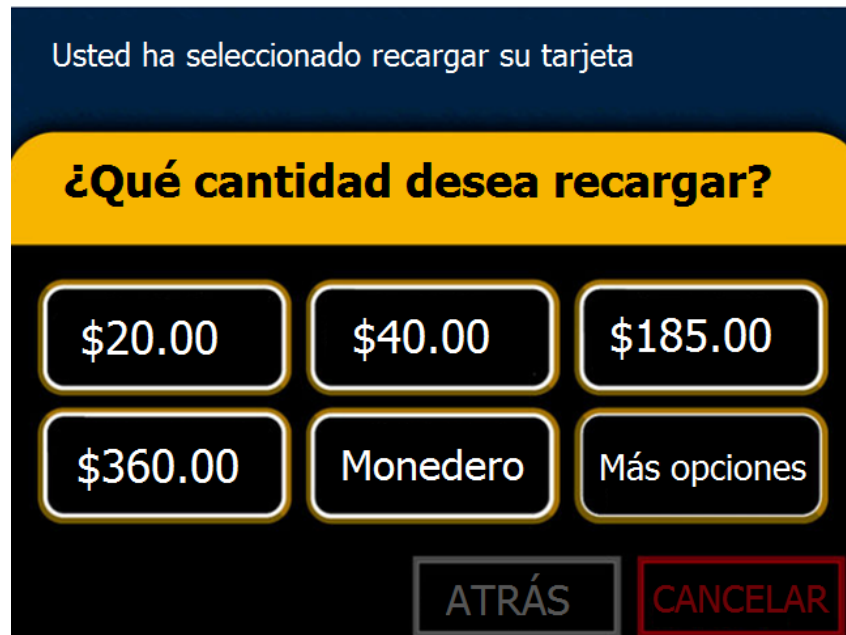 Usted ha seleccionado recargar su tarjeta
¿Qué cantidad desea recargar?
$20.00 $40.00 $185.00
$360.00 Monedero Más opciones
ATRÁS CANCELAR